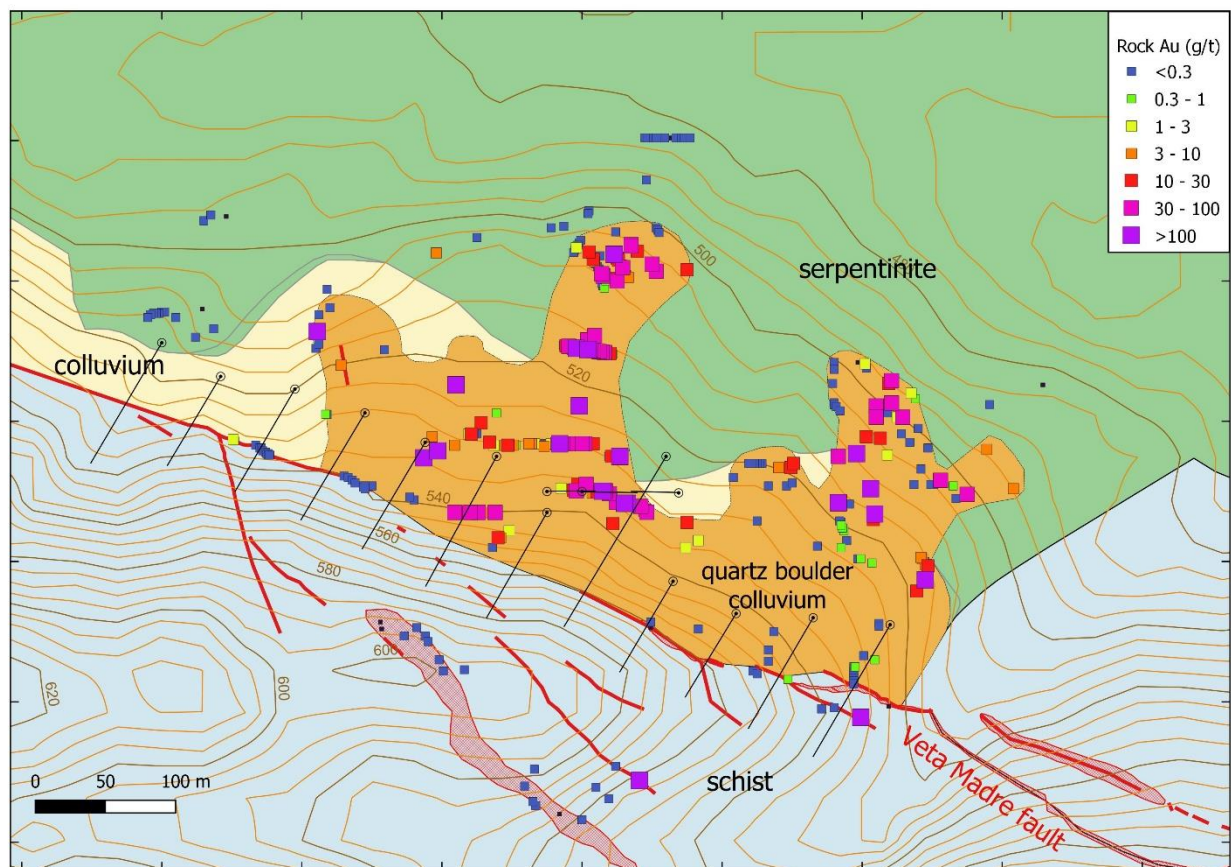 Rock Au (g/t)
<0.3
0.3 - 1
1 - 3
3 - 10
10 - 30
30 - 100
>100
500
serpentinite
colluvium
520
540
560
quartz boulder
colluvium
580
600
600
620
0 50 100 m
schist
Veta Madre fault